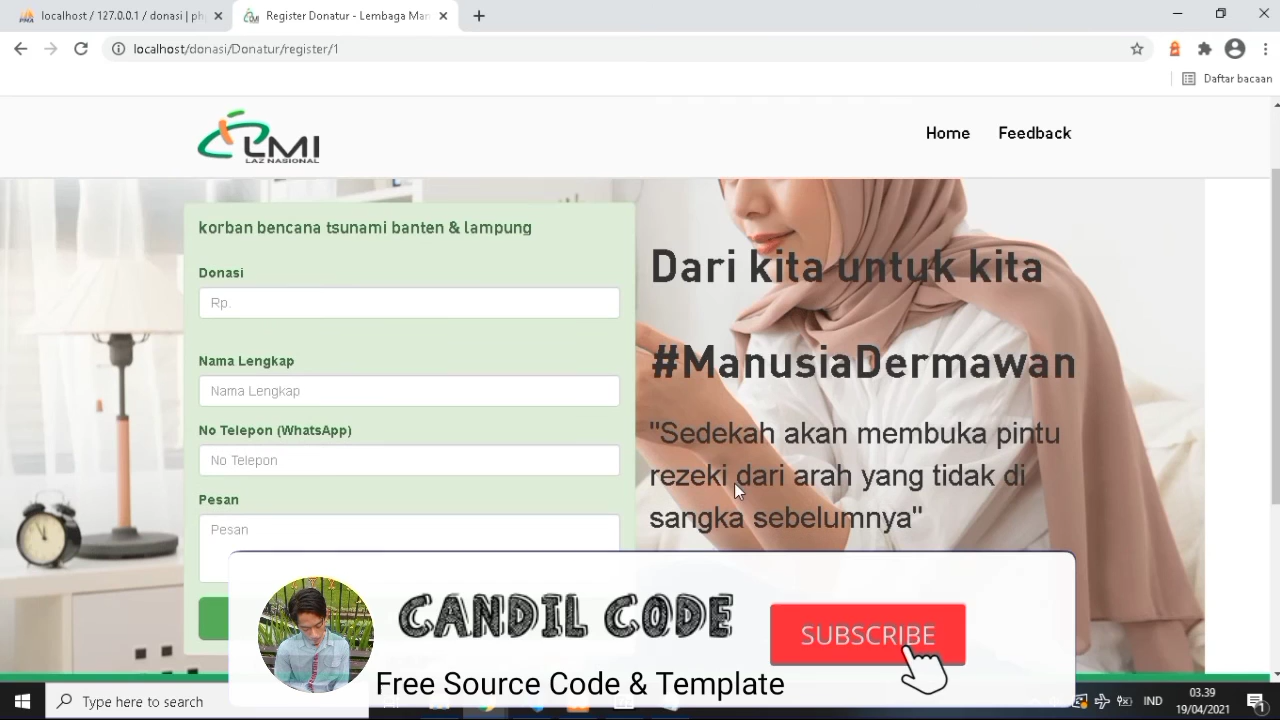 localhost / 127.0.0.1 / donasi | ph
Register Donatur - Lembaga Man
localhost/donasi/Donatur/register/1
Daftar bacaan
LMI
LAZ NASIONAL
Home
Feedback
korban bencana tsunami banten & lampung
Donasi
Rp.
Nama Lengkap
Nama Lengkap
No Telepon (WhatsApp)
No Telepon
Pesan
Pesan
Dari kita untuk kita
#ManusiaDermawan
"Sedekah akan membuka pintu
rezeki dari arah yang tidak di
sangka sebelumnya"
CANDIL CODE
SUBSCRIBE
Free Source Code & Template
Type here to search
IND
03.39
19/04/2021
1